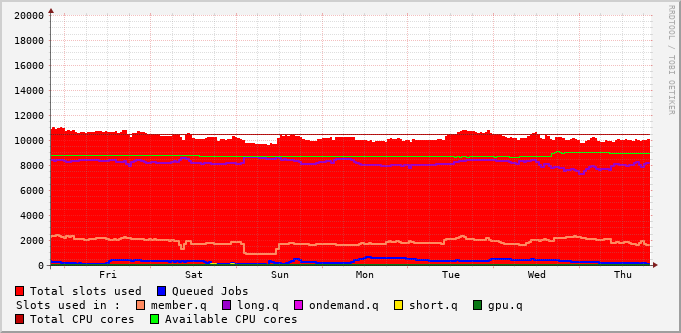 RRDTOOL / TOBI OETIKER
20000
18000
16000
14000
12000
10000
8000
6000
4000
2000
0
Fri Sat Sun Mon Tue Wed Thu
Total slots used Queued Jobs
Slots used in : member.q long.q ondemand.q short.q gpu.q
Total CPU cores Available CPU cores